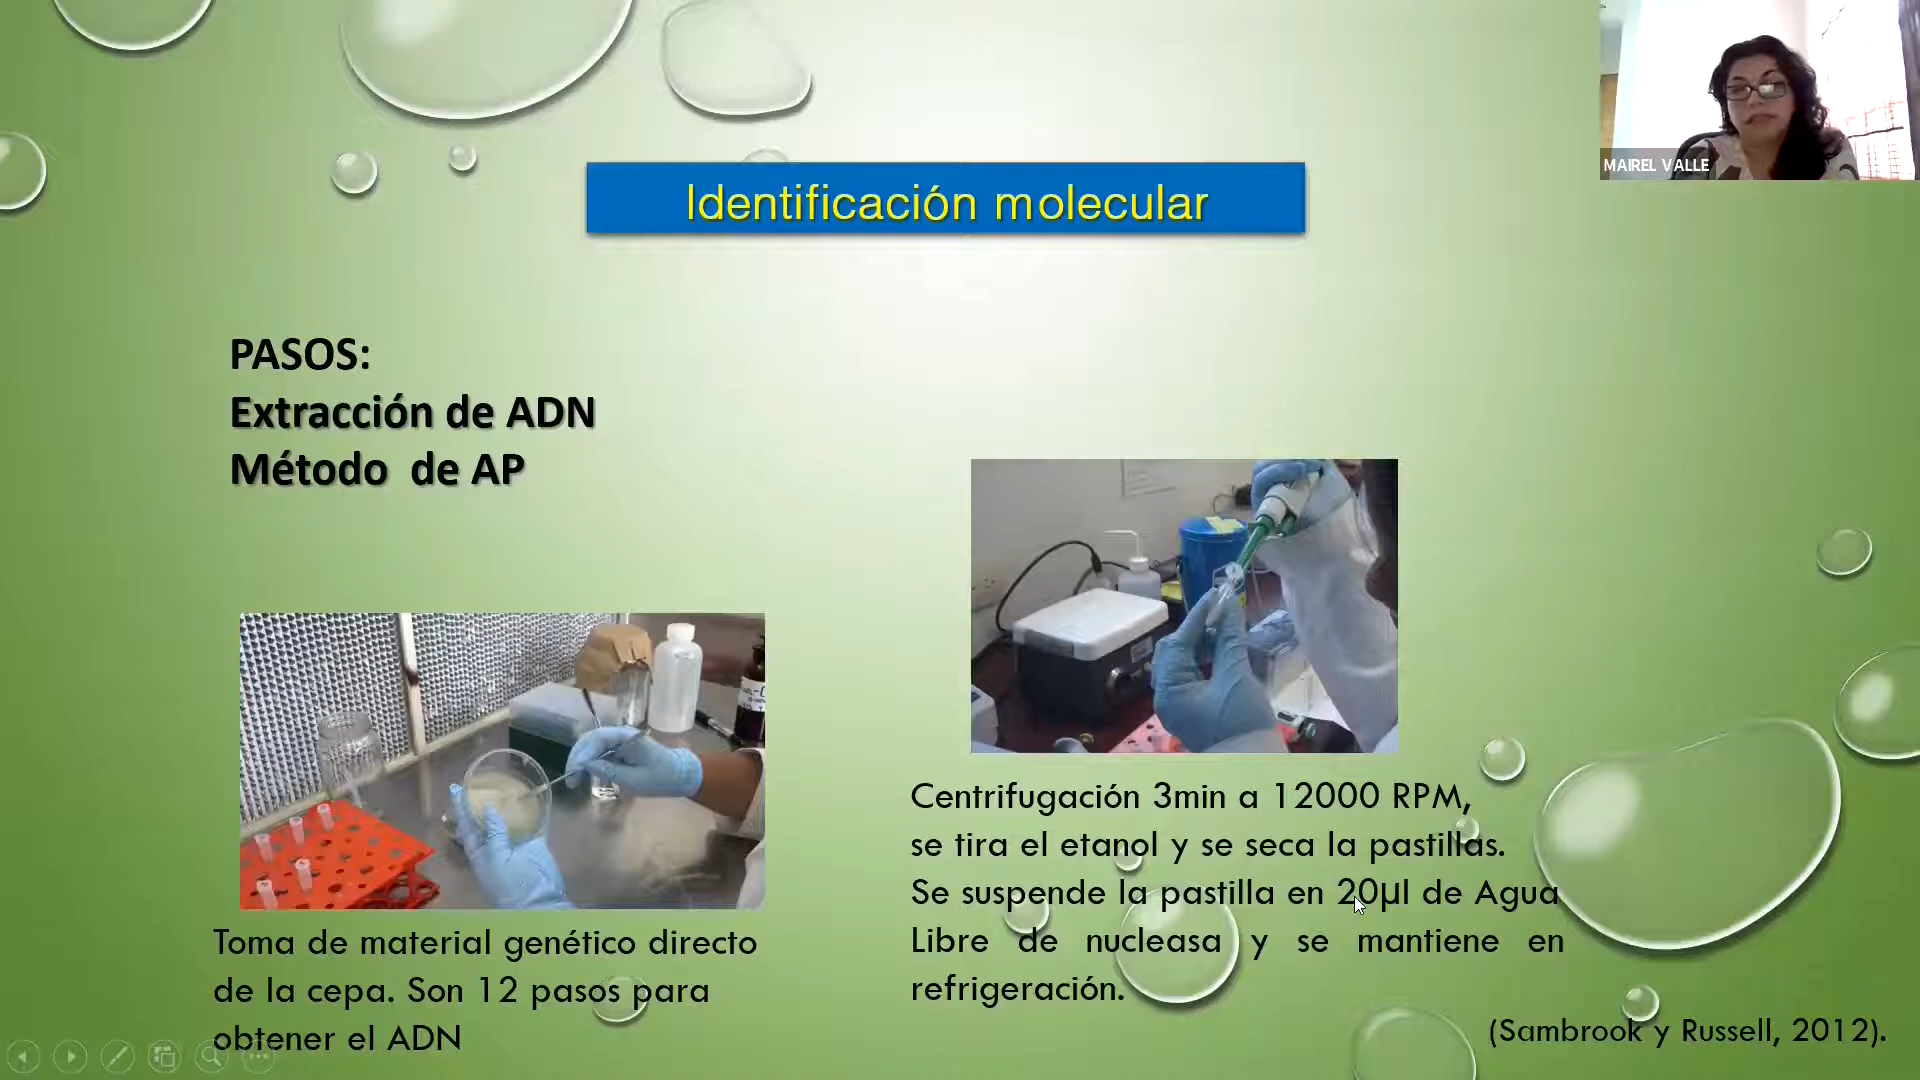 MAIREL VALLE
Identificación molecular
PASOS:
Extracción de ADN
Método de AP
Toma de material genético directo
de la cepa. Son 12 pasos para
obtener el ADN
Centrifugación 3min a 12000 RPM,
se tira el etanol y se seca la pastillas.
Se suspende la pastilla en 20µl de Agua
Libre de nucleasa y se mantiene en
refrigeración.
(Sambrook y Russell, 2012).